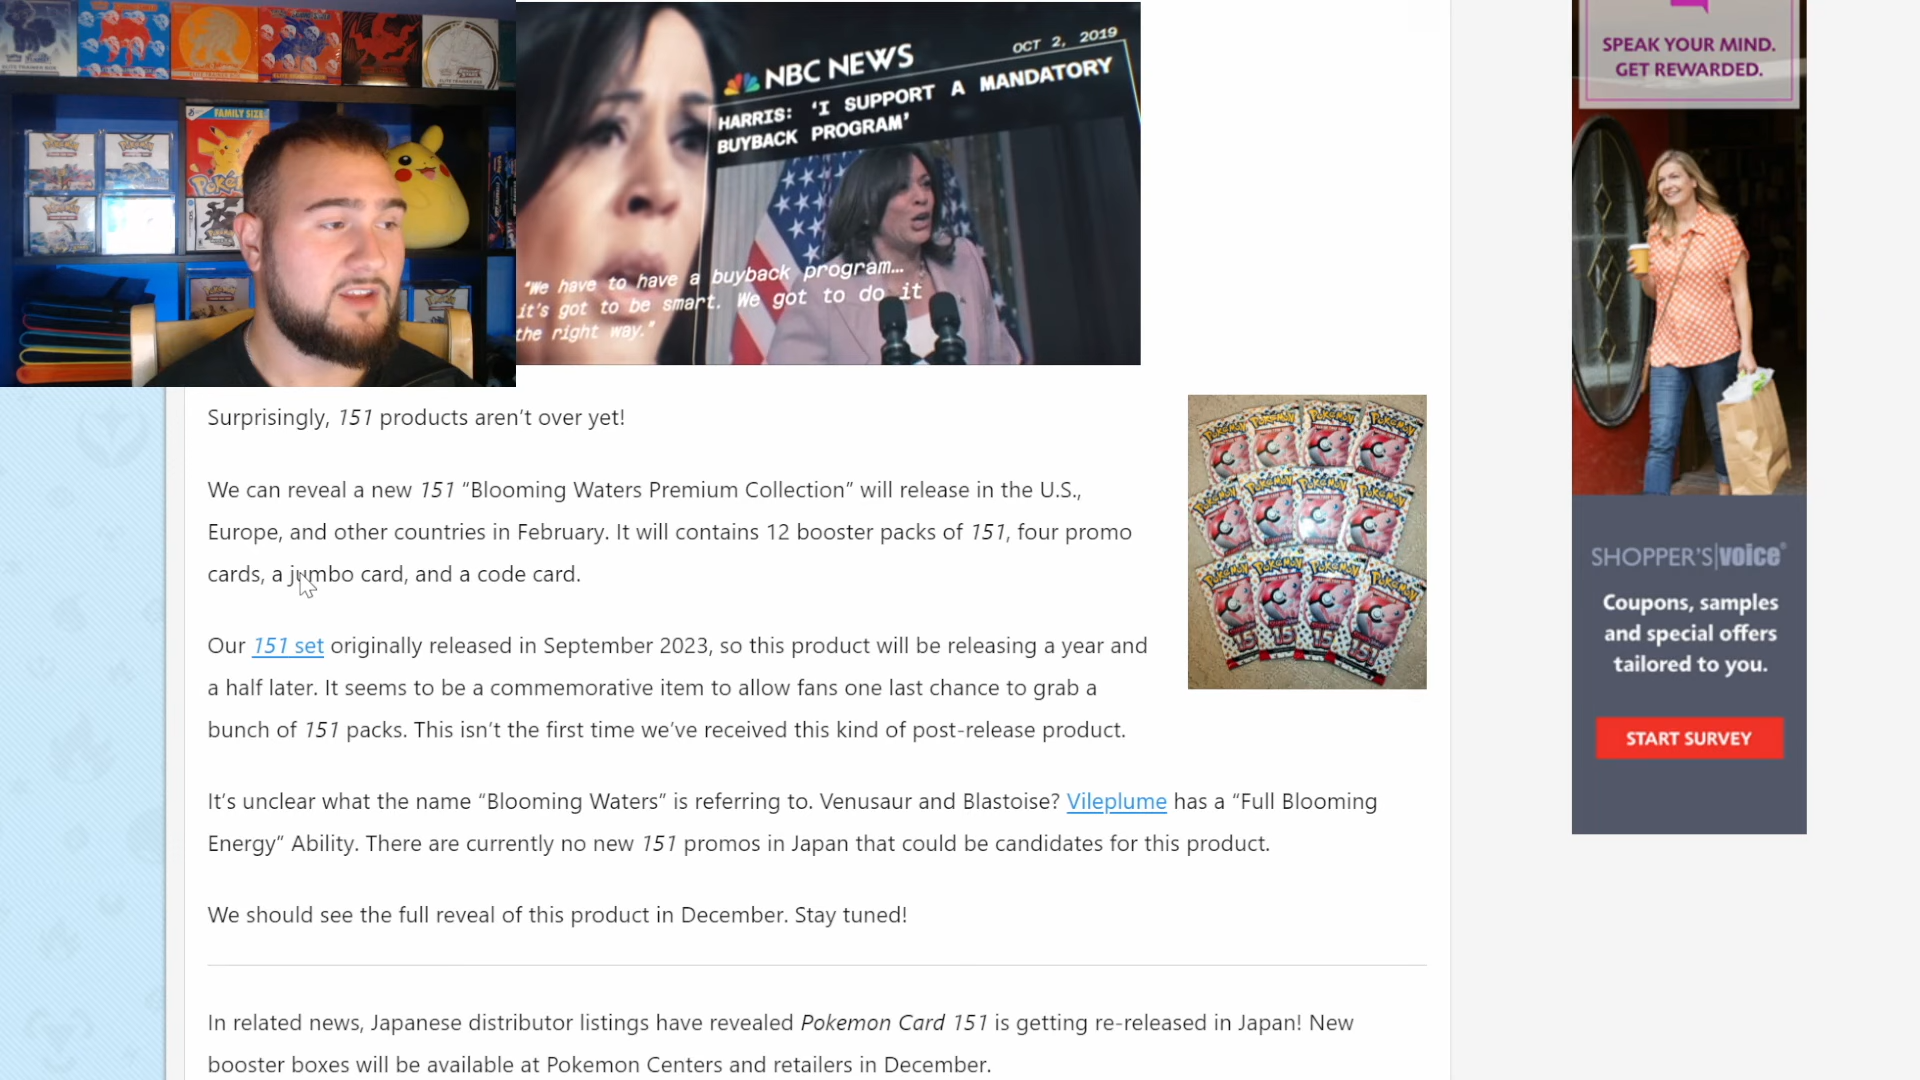 FAMILY SIZE
NBC NEWS
OCT 2, 2019
HARRIS: ‘I SUPPORT A MANDATORY
BUYBACK PROGRAM’
“We have to have a buyback program...
it’s got to be smart. We got to do it
the right way.”
SPEAK YOUR MIND.
GET REWARDED.
Surprisingly, 151 products aren’t over yet!
We can reveal a new 151 “Blooming Waters Premium Collection” will release in the U.S.,
Europe, and other countries in February. It will contains 12 booster packs of 151, four promo
cards, a jumbo card, and a code card.
Our 151 set originally released in September 2023, so this product will be releasing a year and
a half later. It seems to be a commemorative item to allow fans one last chance to grab a
bunch of 151 packs. This isn’t the first time we’ve received this kind of post-release product.
It’s unclear what the name “Blooming Waters” is referring to. Venusaur and Blastoise? Vileplume has a “Full Blooming
Energy” Ability. There are currently no new 151 promos in Japan that could be candidates for this product.
We should see the full reveal of this product in December. Stay tuned!
In related news, Japanese distributor listings have revealed Pokemon Card 151 is getting re-released in Japan! New
booster boxes will be available at Pokemon Centers and retailers in December.
SHOPPER’S|voice®
Coupons, samples
and special offers
tailored to you.
START SURVEY